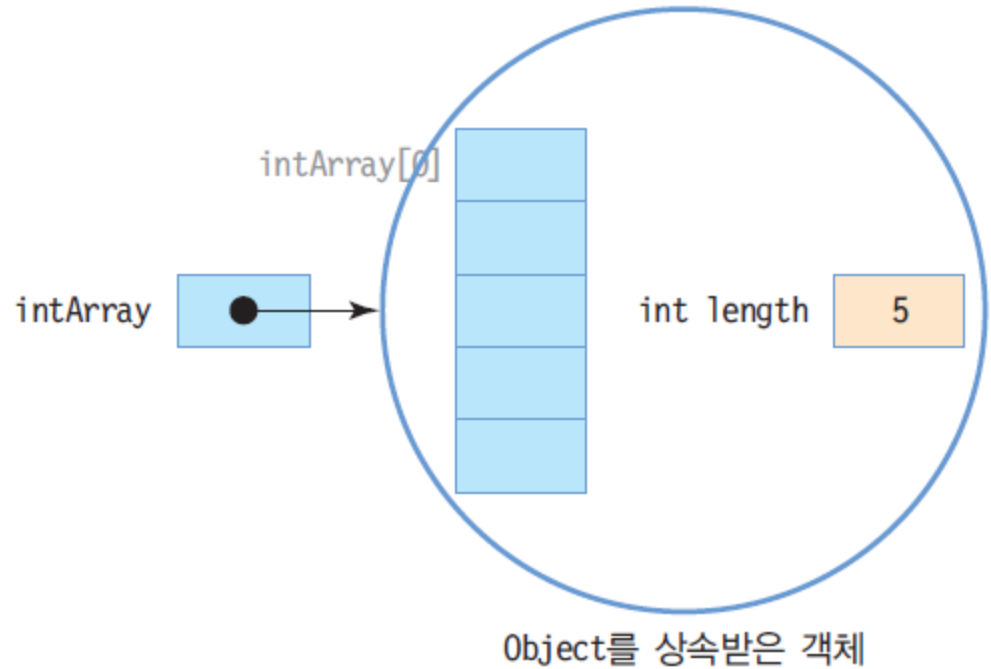 intArray[0]
intArray
int length
5
Object를 상속받은 객체